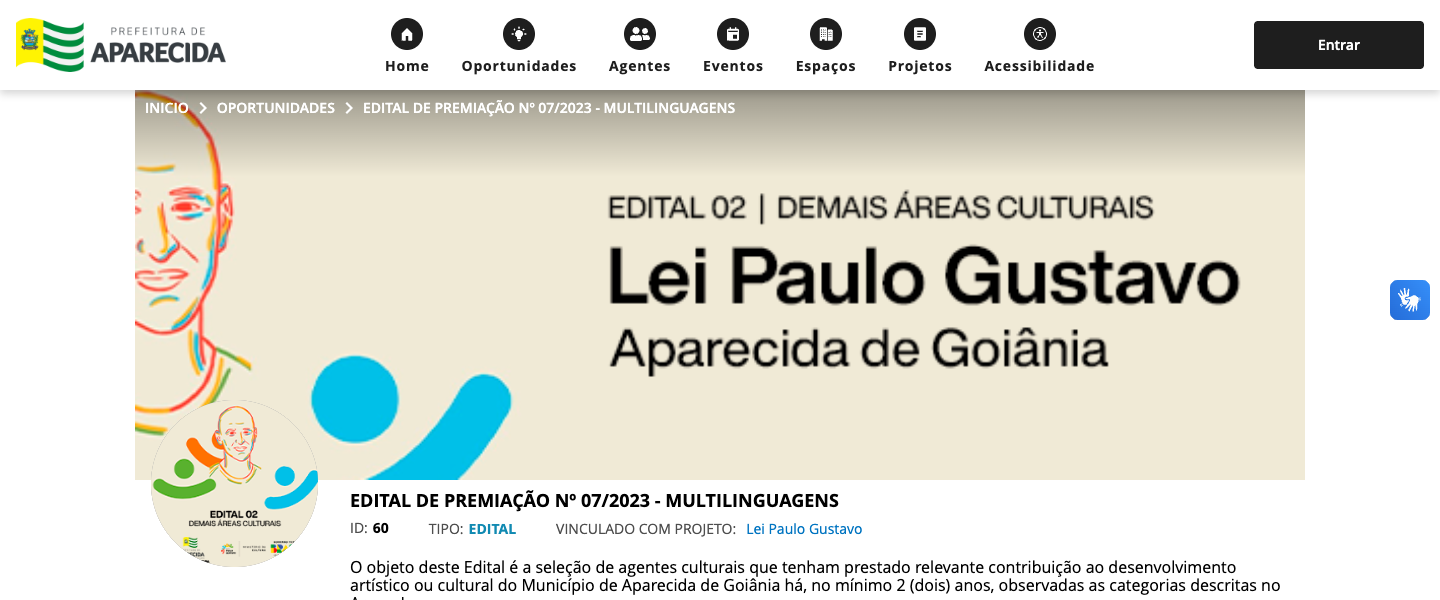 PREFEITURA DE
APARECIDA
Home
Oportunidades
Agentes
Eventos
Espaços
Projetos
Acessibilidade
Entrar
INICIO > OPORTUNIDADES > EDITAL DE PREMIAÇÃO Nº 07/2023 - MULTILINGUAGENS
EDITAL 02 | DEMAIS ÁREAS CULTURAIS
Lei Paulo Gustavo
Aparecida de Goiânia
EDITAL 02
DEMAIS ÁREAS CULTURAIS
EDITAL DE PREMIAÇÃO Nº 07/2023 - MULTILINGUAGENS
ID: 60 TIPO: EDITAL VINCULADO COM PROJETO: Lei Paulo Gustavo
O objeto deste Edital é a seleção de agentes culturais que tenham prestado relevante contribuição ao desenvolvimento
artístico ou cultural do Município de Aparecida de Goiânia há, no mínimo 2 (dois) anos, observadas as categorias descritas no